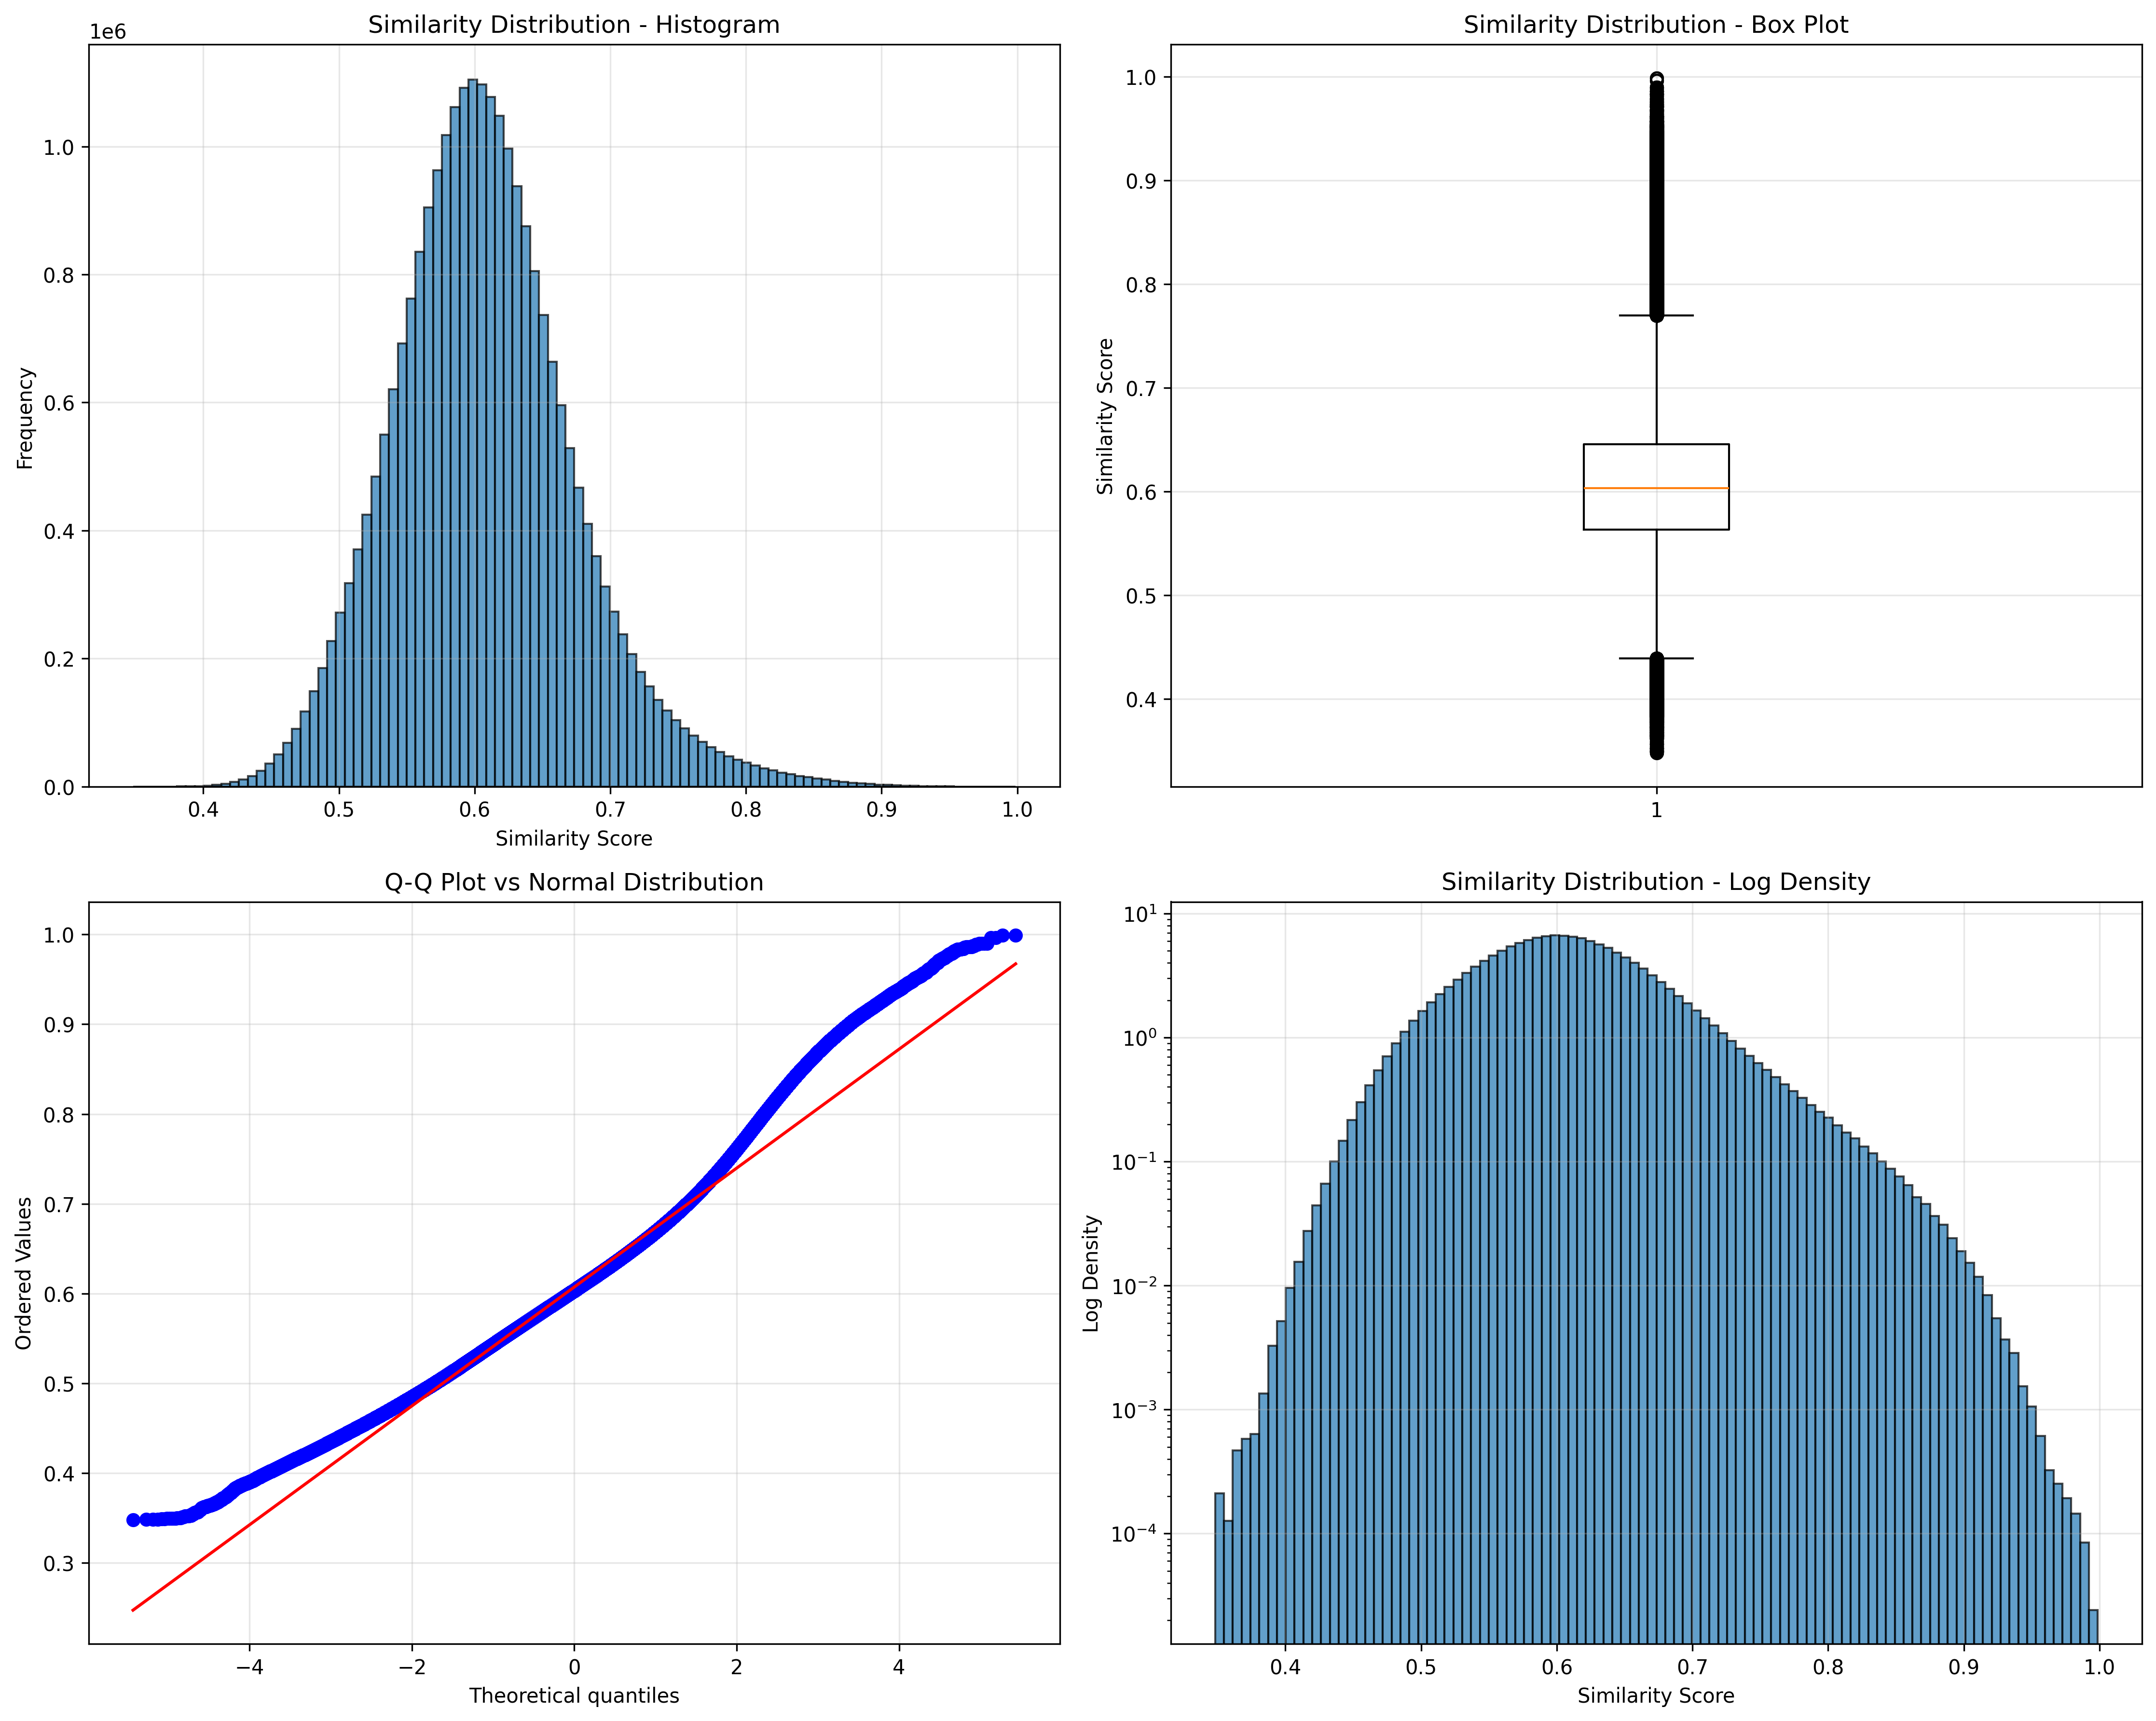 Similarity Distribution - Histogram
1e6
1.0
0.8
0.6
0.4
0.2
0.0
Frequency
0.4 0.5 0.6 0.7 0.8 0.9 1.0
Similarity Score
Similarity Distribution - Box Plot
1.0
0.9
0.8
0.7
0.6
0.5
0.4
Similarity Score
1
Q-Q Plot vs Normal Distribution
1.0
0.9
0.8
0.7
0.6
0.5
0.4
0.3
Ordered Values
−4 −2 0 2 4
Theoretical quantiles
Similarity Distribution - Log Density
10¹
10⁰
10⁻¹
10⁻²
10⁻³
10⁻⁴
Log Density
0.4 0.5 0.6 0.7 0.8 0.9 1.0
Similarity Score